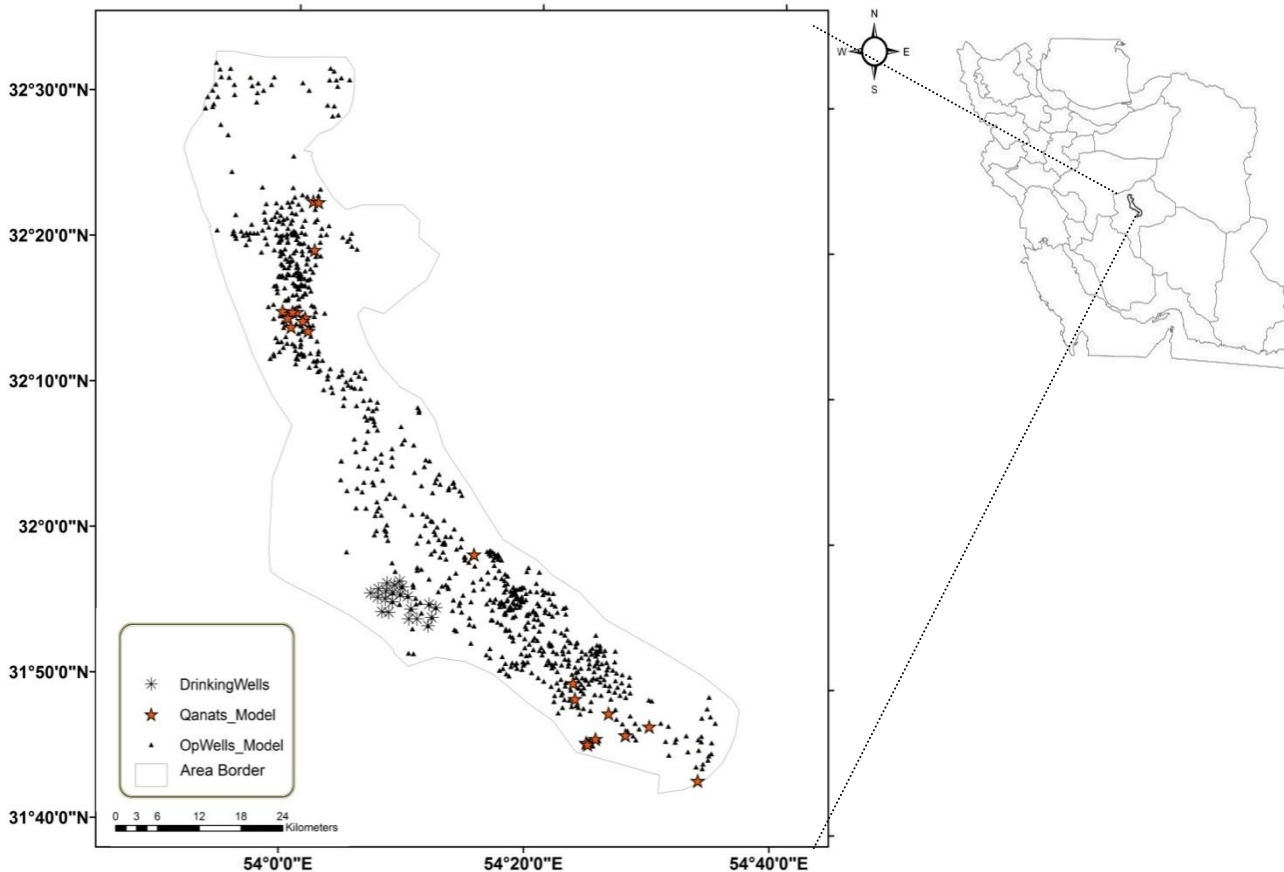 N
W E
S
32°30'0"N
32°20'0"N
32°10'0"N
32°0'0"N
31°50'0"N
31°40'0"N
DrinkingWells
Qanats_Model
OpWells_Model
Area Border
0 3 6 12 18 24
Kilometers
54°0'0"E 54°20'0"E 54°40'0"E